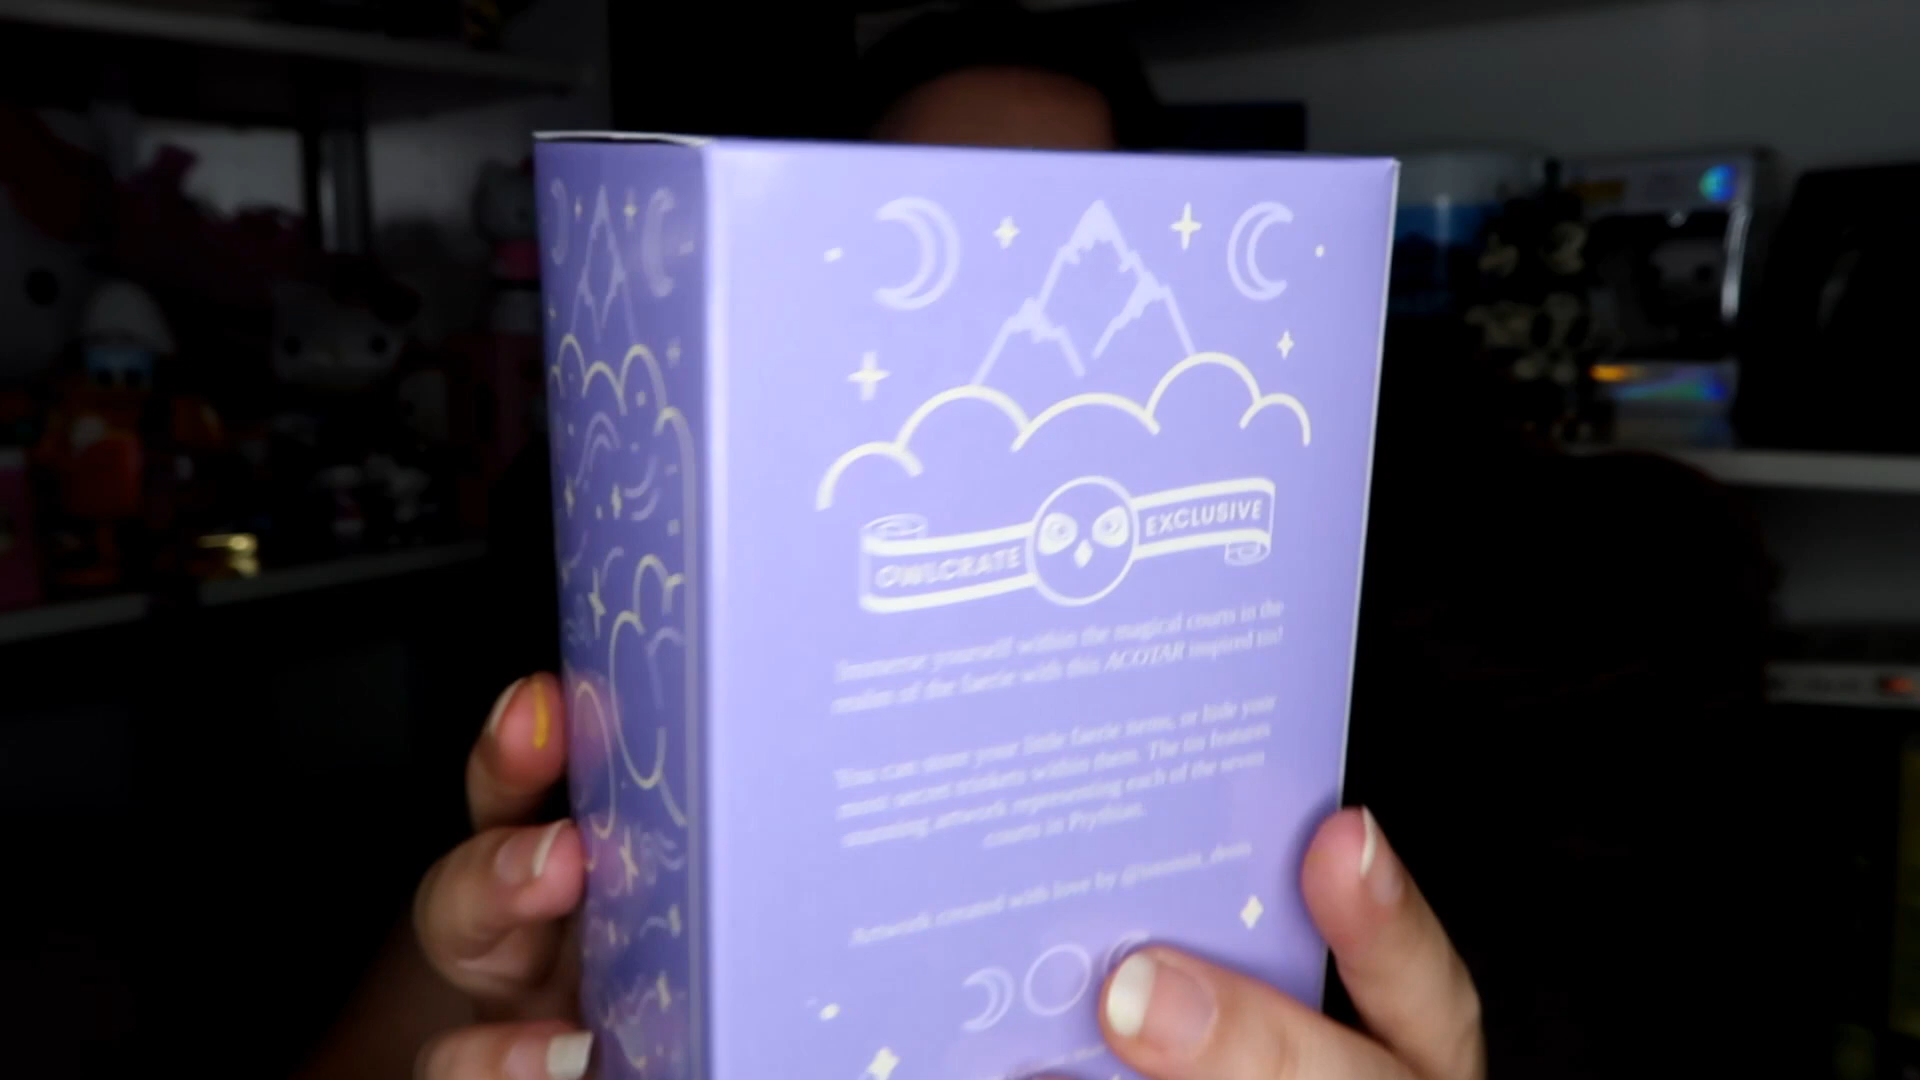 OWLCRATE EXCLUSIVE
Immerse yourself within the magical courts in the
realm of the faerie with this ACOTAR inspired tin!
You can store your little faerie items, or hide your
most secret trinkets within them. The tin features
stunning artwork representing each of the seven
courts in Prythian.
Artwork created with love by